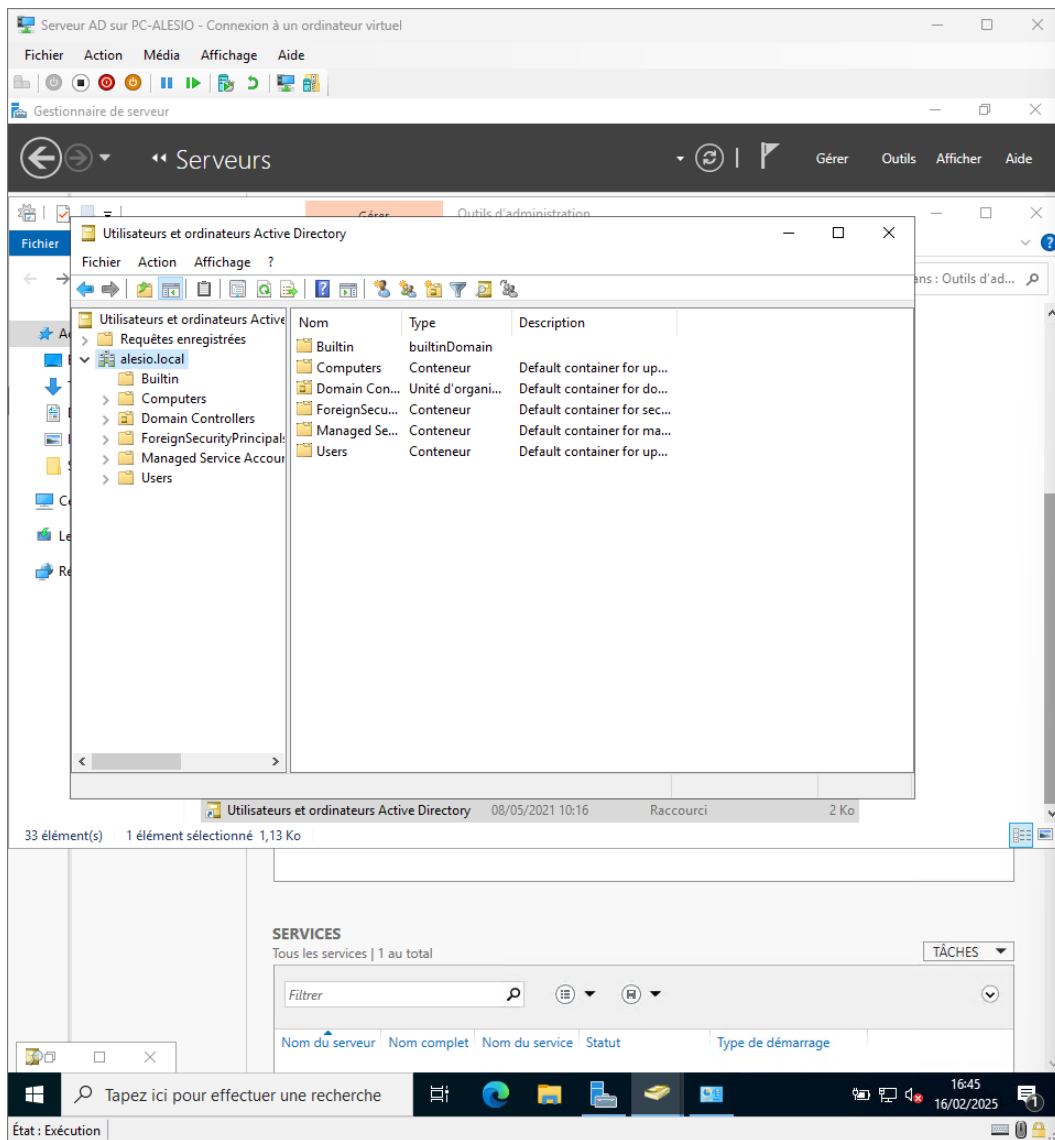 Serveur AD sur PC-ALESIO - Connexion à un ordinateur virtuel
Fichier Action Média Affichage Aide
Gestionnaire de serveur
Serveurs
Gérer Outils Afficher Aide
Gérer Outils d'administration
Fichier
Utilisateurs et ordinateurs Active Directory
Fichier Action Affichage ?
ans : Outils d'ad...
Utilisateurs et ordinateurs Active
Requêtes enregistrées
alesio.local
Builtin
Computers
Domain Controllers
ForeignSecurityPrincipals
Managed Service Accour
Users
Nom Type Description
Builtin builtinDomain
Computers Conteneur Default container for up...
Domain Con... Unité d'organi... Default container for do...
ForeignSecu... Conteneur Default container for sec...
Managed Se... Conteneur Default container for ma...
Users Conteneur Default container for up...
Utilisateurs et ordinateurs Active Directory 08/05/2021 10:16 Raccourci 2 Ko
33 élément(s) 1 élément sélectionné 1,13 Ko
SERVICES
Tous les services | 1 au total
TÂCHES
Filtrer
Nom du serveur Nom complet Nom du service Statut Type de démarrage
Tapez ici pour effectuer une recherche
16:45
16/02/2025
1
État : Exécution